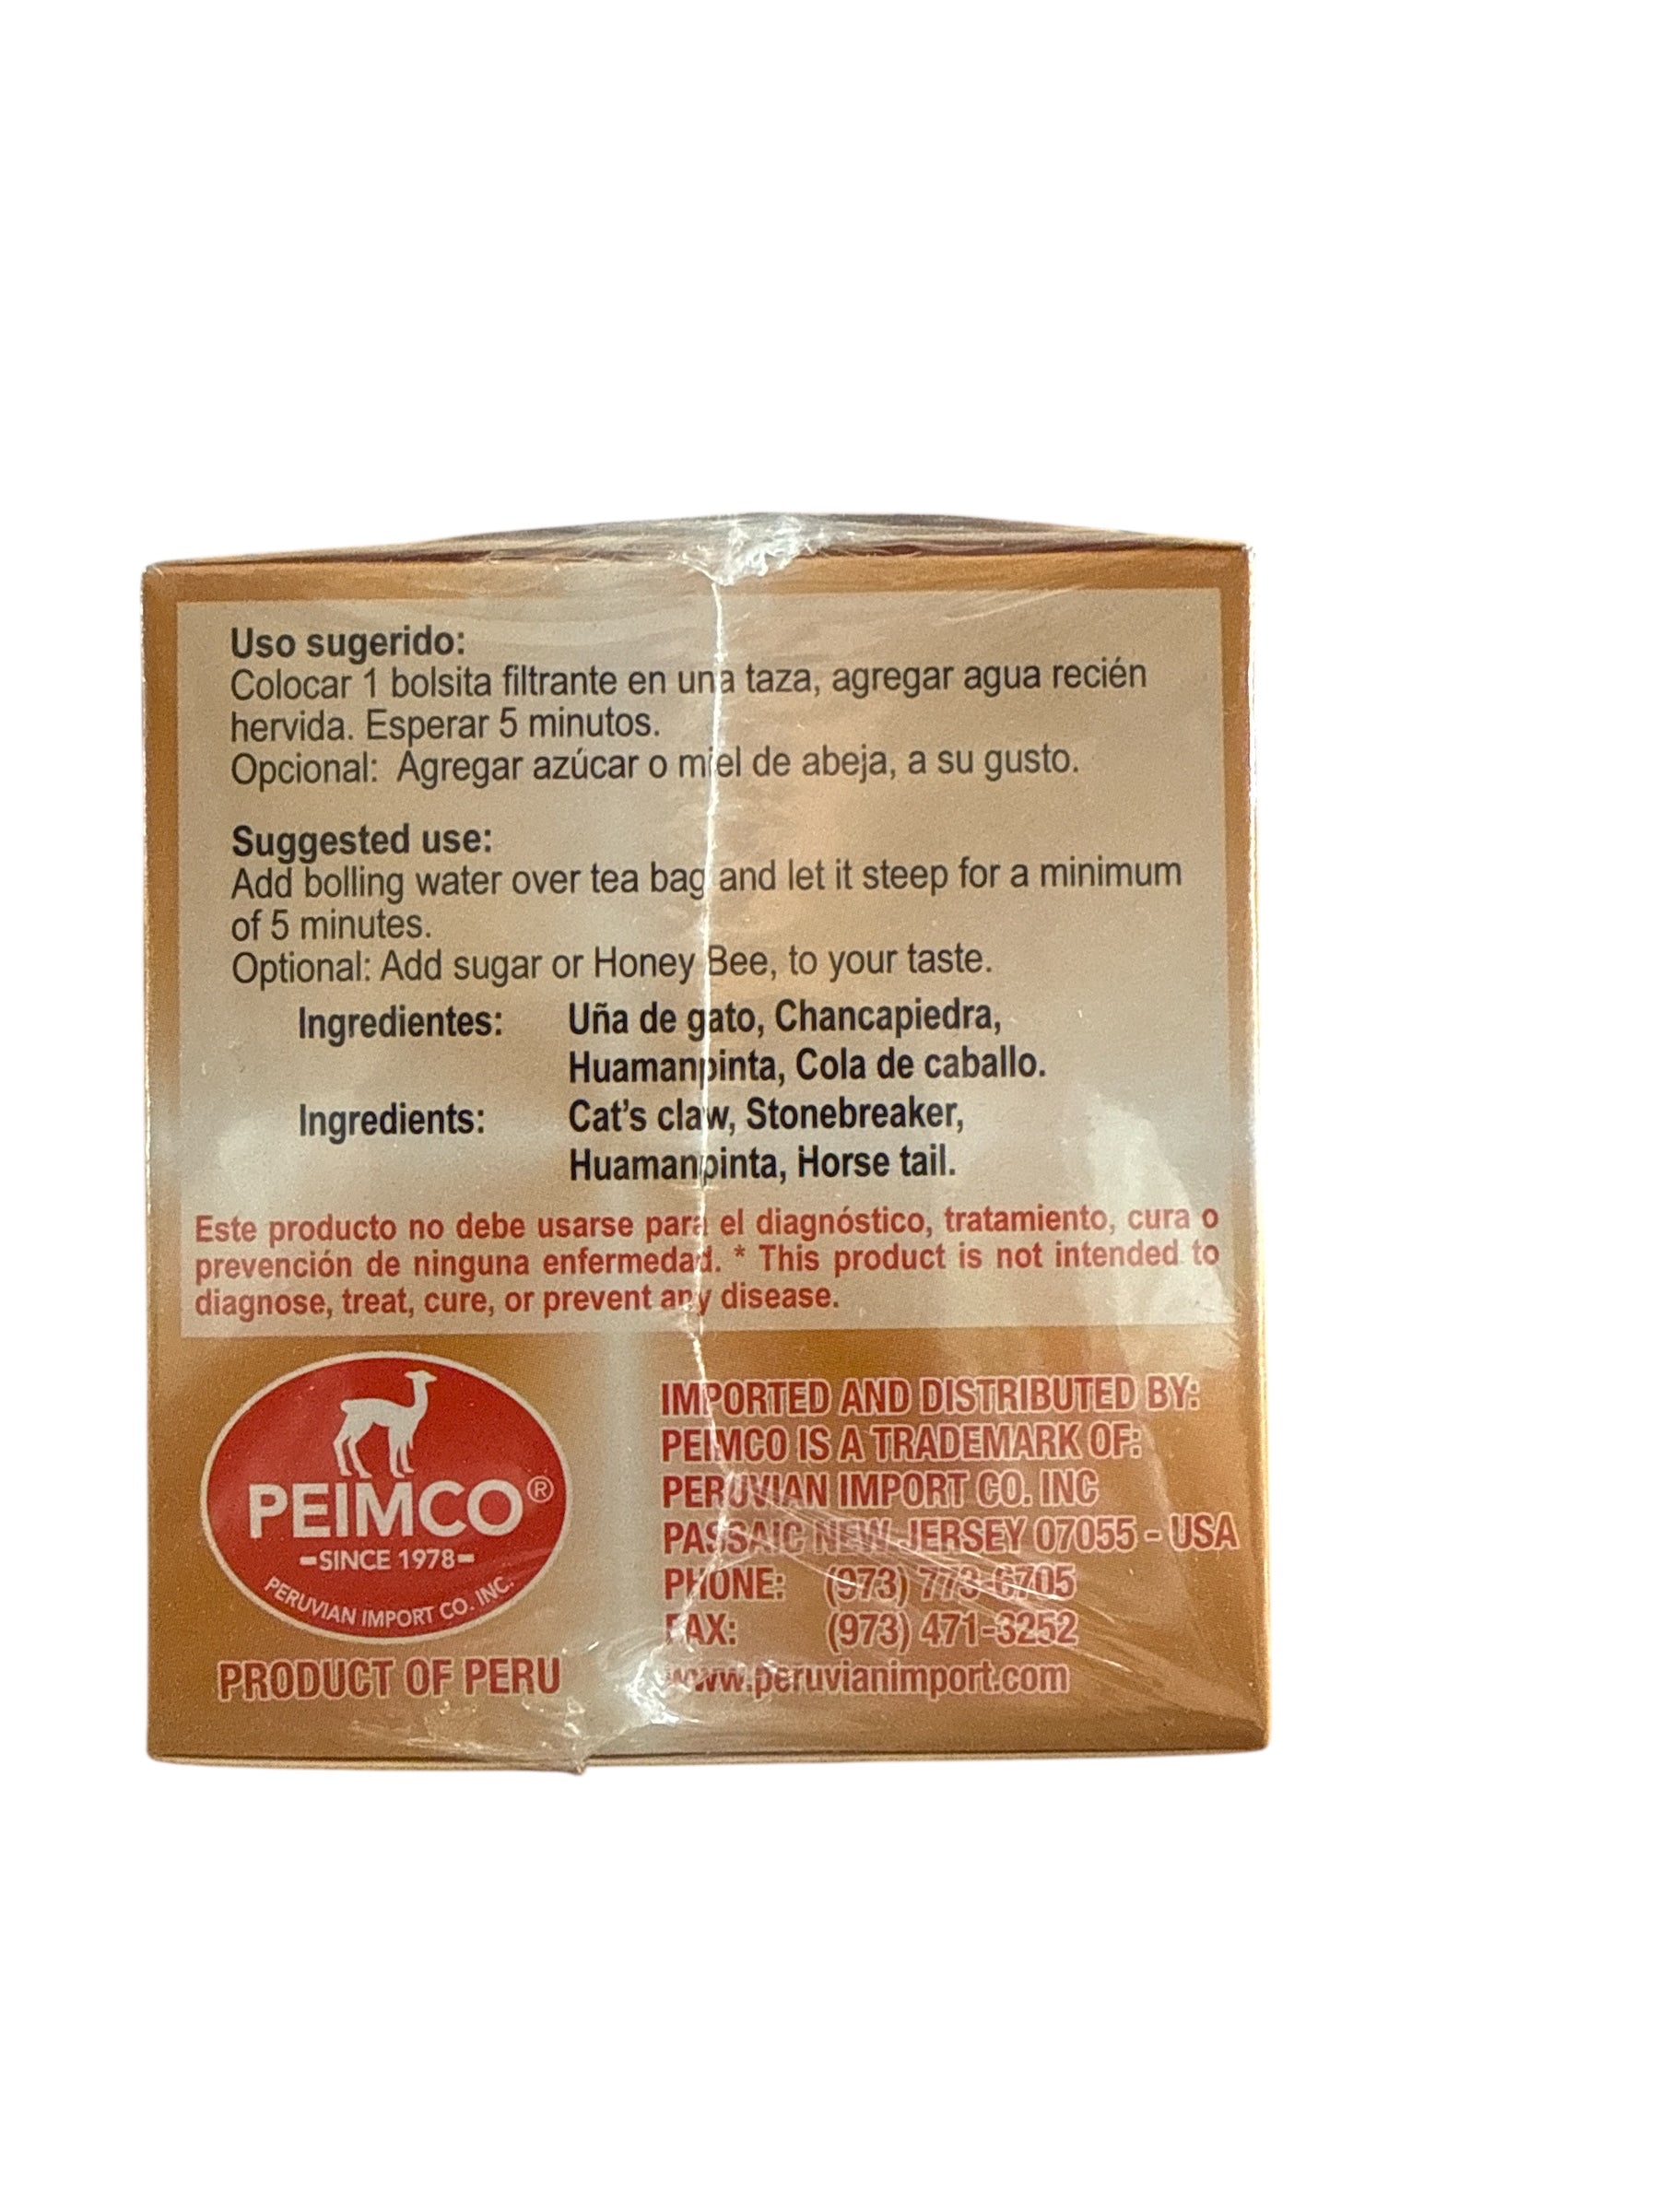 Uso sugerido:
Colocar 1 bolsita filtrante en una taza, agregar agua recién
hervida. Esperar 5 minutos.
Opcional: Agregar azúcar o miel de abeja, a su gusto.
Suggested use:
Add bolling water over tea bag and let it steep for a minimum
of 5 minutes.
Optional: Add sugar or Honey Bee, to your taste.
Ingredientes: Uña de gato, Chancapiedra,
Huamanpinta, Cola de caballo.
Ingredients: Cat's claw, Stonebreaker,
Huamanpinta, Horse tail.
Este producto no debe usarse para el diagnóstico, tratamiento, cura o
prevención de ninguna enfermedad. * This product is not intended to
diagnose, treat, cure, or prevent any disease.
PEIMCO®
-SINCE 1978-
PERUVIAN IMPORT CO. INC.
PRODUCT OF PERU
IMPORTED AND DISTRIBUTED BY:
PEIMCO IS A TRADEMARK OF:
PERUVIAN IMPORT CO. INC
PASSAIC NEW JERSEY 07055 - USA
PHONE: (973) 773-6705
FAX: (973) 471-3252
www.peruvianimport.com